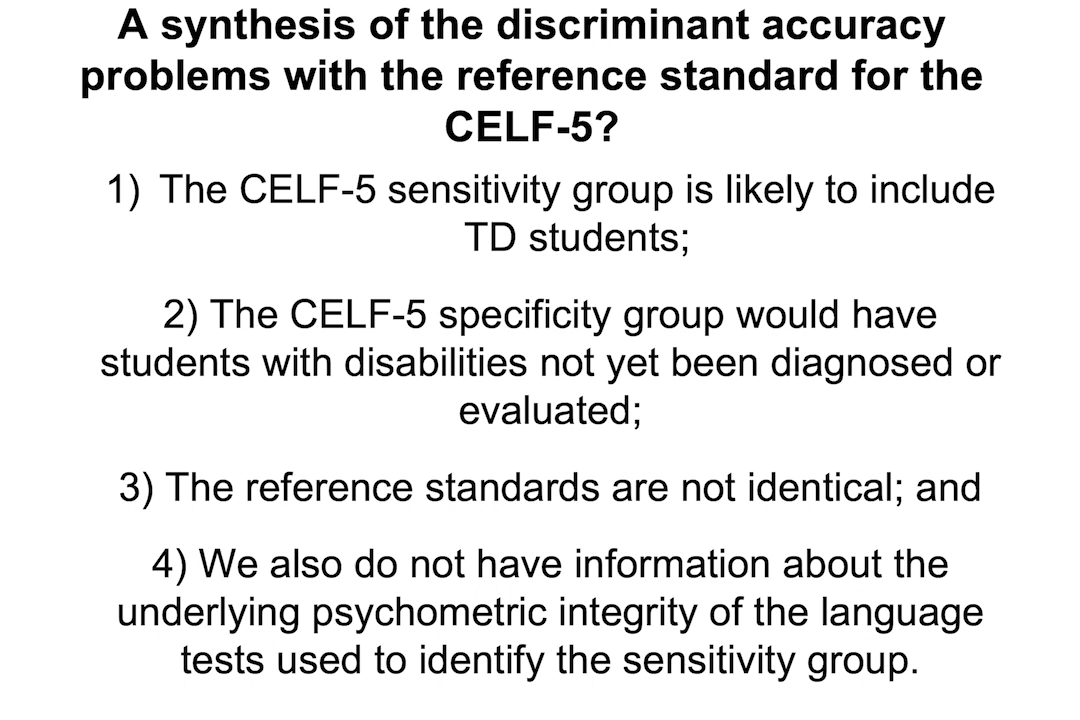 A synthesis of the discriminant accuracy
problems with the reference standard for the
CELF-5?
1) The CELF-5 sensitivity group is likely to include
TD students;
2) The CELF-5 specificity group would have
students with disabilities not yet been diagnosed or
evaluated;
3) The reference standards are not identical; and
4) We also do not have information about the
underlying psychometric integrity of the language
tests used to identify the sensitivity group.